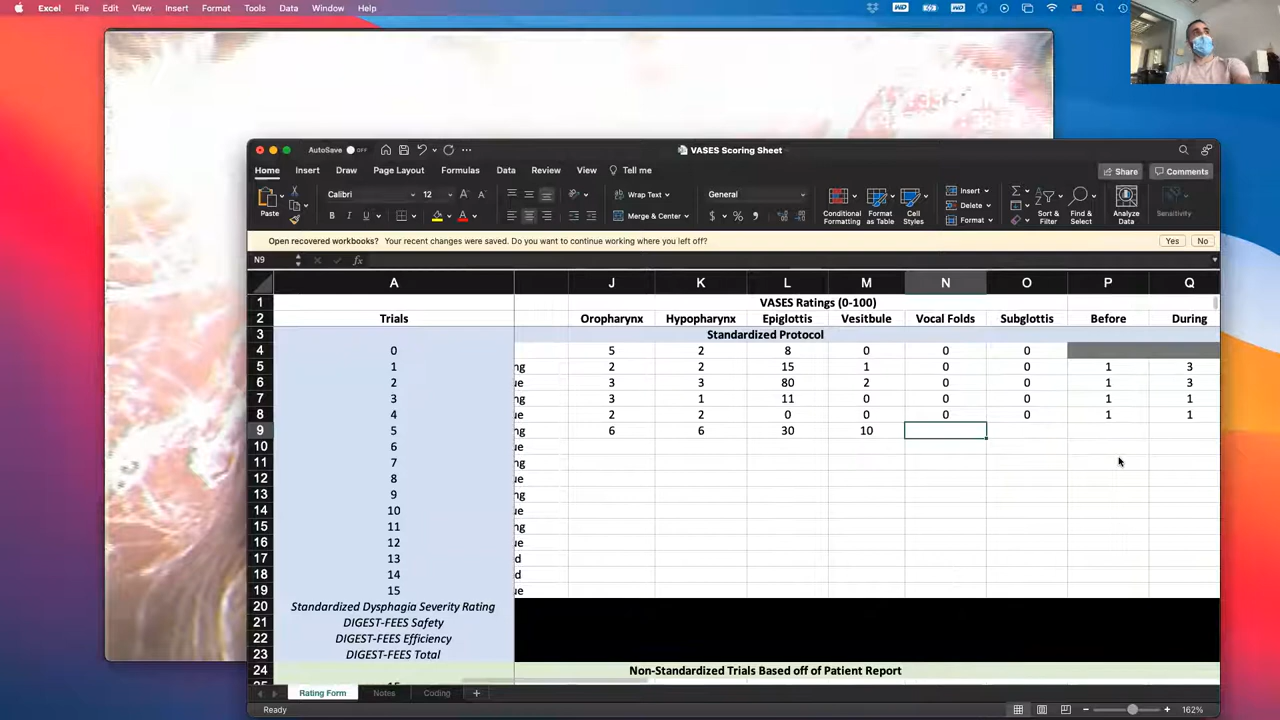 Excel File Edit View Insert Format Tools Data Window Help
AutoSave OFF VASES Scoring Sheet
Home Insert Draw Page Layout Formulas Data Review View Tell me Share Comments
Paste Calibri 12 Wrap Text General Insert
Delete
B I U Merge & Center $ % Conditional Formatting Format as Table Cell Styles Format Sort & Filter Find & Select Analyze Data Sensitivity
Open recovered workbooks? Your recent changes were saved. Do you want to continue working where you left off? Yes No
N9 fx
A J K L M N O P Q
1 VASES Ratings (0-100)
2 Trials Oropharynx Hypopharynx Epiglottis Vesitbule Vocal Folds Subglottis Before During
3 Standardized Protocol
4 0 5 2 8 0 0 0
5 1 ng 2 2 15 1 0 0 1 3
6 2 ue 3 3 80 2 0 0 1 3
7 3 ng 3 1 11 0 0 0 1 1
8 4 ue 2 2 0 0 0 0 1 1
9 5 ng 6 6 30 10
10 6 ue
11 7 ng
12 8 ue
13 9 ng
14 10 ue
15 11 ng
16 12 ue
17 13 d
18 14 d
19 15 ue
20 Standardized Dysphagia Severity Rating
21 DIGEST-FEES Safety
22 DIGEST-FEES Efficiency
23 DIGEST-FEES Total
24 Non-Standardized Trials Based off of Patient Report
Rating Form Notes Coding
Ready 162%